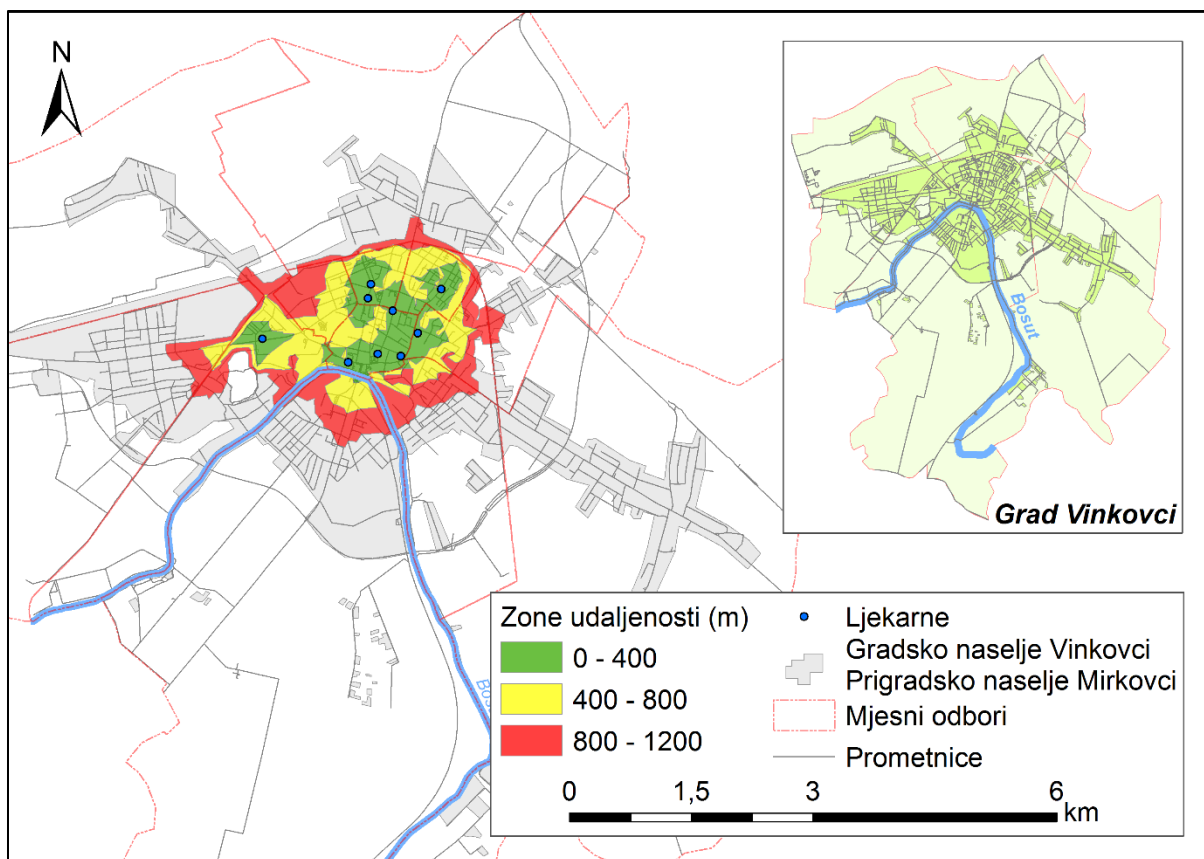 N
Bosut
Grad Vinkovci
Zone udaljenosti (m)
0 - 400
400 - 800
800 - 1200
Ljekarne
Gradsko naselje Vinkovci
Prigradsko naselje Mirkovci
Mjesni odbori
Prometnice
0 1,5 3 6
km